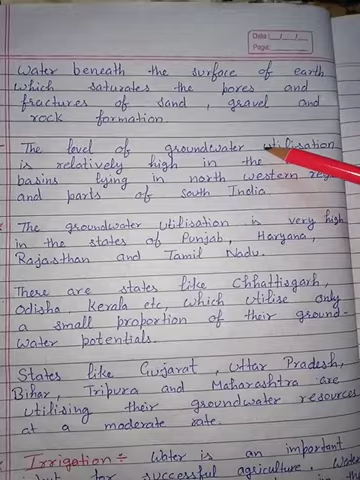 Date : / /
Page :
Water beneath the surface of earth
which saturates the pores and
fractures of sand , gravel and
rock formation.
The level of groundwater utilisation
is relatively high in the
basins lying in north western
and parts of South India.
The groundwater utilisation is very high
in the states of Punjab, Haryana,
Rajasthan and Tamil Nadu.
There are states like Chhattisgarh,
Odisha, Kerala etc, which utilise only
a small proportion of their ground-
water potentials.
States like Gujarat , Uttar Pradesh,
Bihar, Tripura and Maharashtra are
utilising their groundwater resources
at a moderate rate.
Irrigation :- Water is an important
for successful agriculture. Water